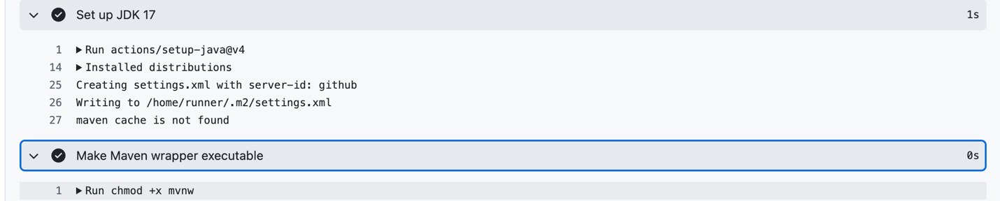 Set up JDK 17 1s
1 Run actions/setup-java@v4
14 Installed distributions
25 Creating settings.xml with server-id: github
26 Writing to /home/runner/.m2/settings.xml
27 maven cache is not found
Make Maven wrapper executable 0s
1 Run chmod +x mvnw